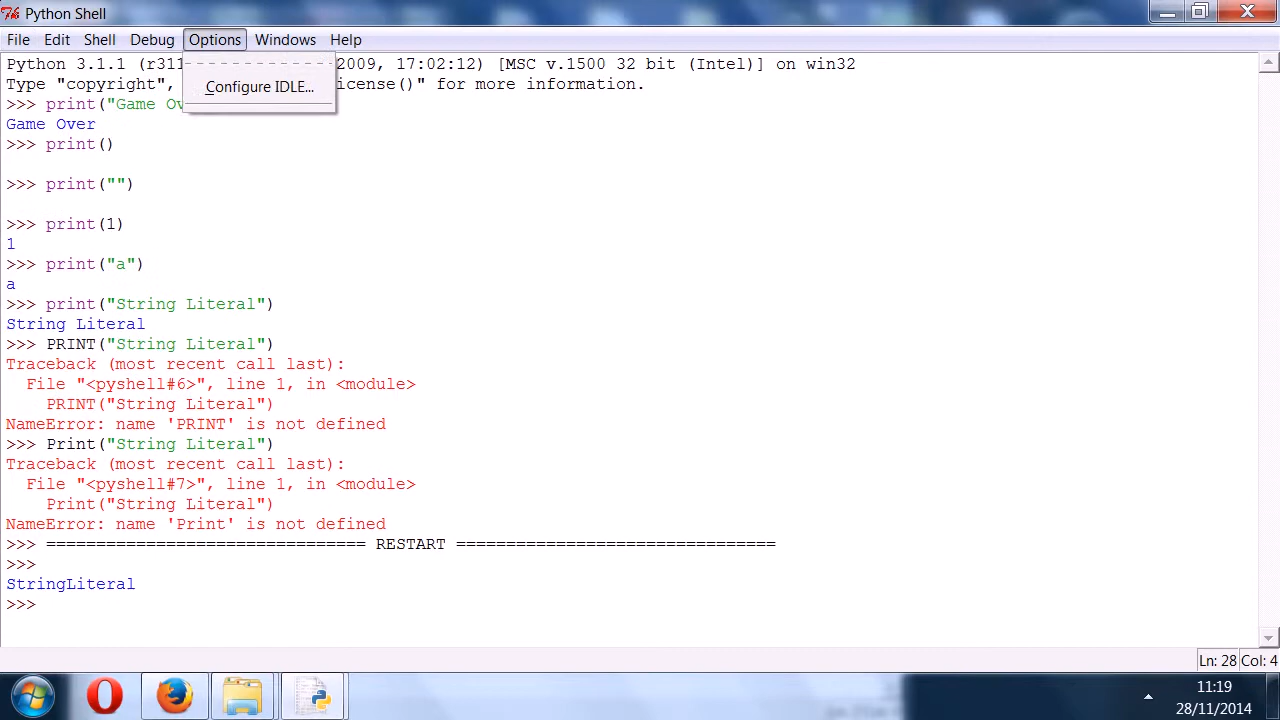 Python Shell
File Edit Shell Debug Options Windows Help
Configure IDLE...
Python 3.1.1 (r311 2009, 17:02:12) [MSC v.1500 32 bit (Intel)] on win32
Type "copyright", icense()" for more information.
>>> print("Game Ov
Game Over
>>> print()
>>> print("")
>>> print(1)
1
>>> print("a")
a
>>> print("String Literal")
String Literal
>>> PRINT("String Literal")
Traceback (most recent call last):
File "<pyshell#6>", line 1, in <module>
PRINT("String Literal")
NameError: name 'PRINT' is not defined
>>> Print("String Literal")
Traceback (most recent call last):
File "<pyshell#7>", line 1, in <module>
Print("String Literal")
NameError: name 'Print' is not defined
>>> ================================ RESTART ================================
>>>
StringLiteral
>>>
Ln: 28 Col: 4
11:19
28/11/2014